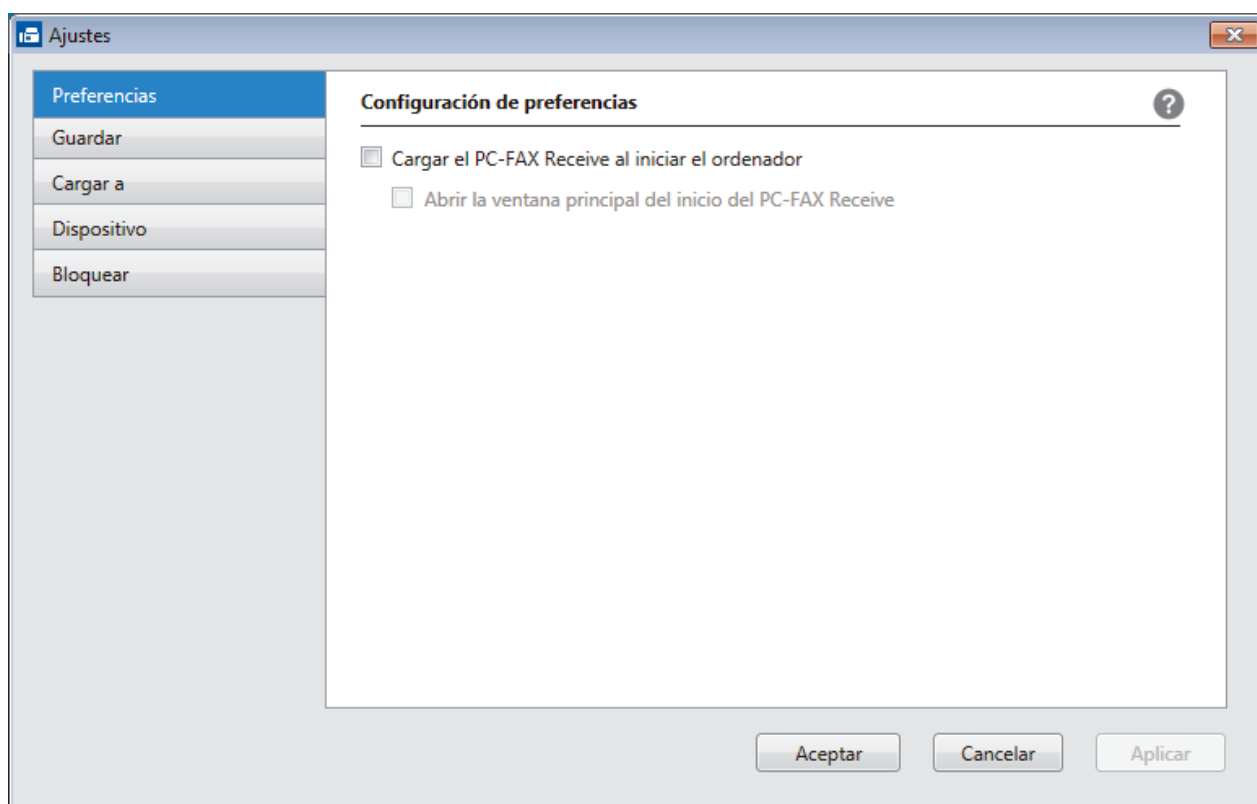 Ajustes
Preferencias
Guardar
Cargar a
Dispositivo
Bloquear
Configuración de preferencias
?
Cargar el PC-FAX Receive al iniciar el ordenador
Abrir la ventana principal del inicio del PC-FAX Receive
Aceptar
Cancelar
Aplicar